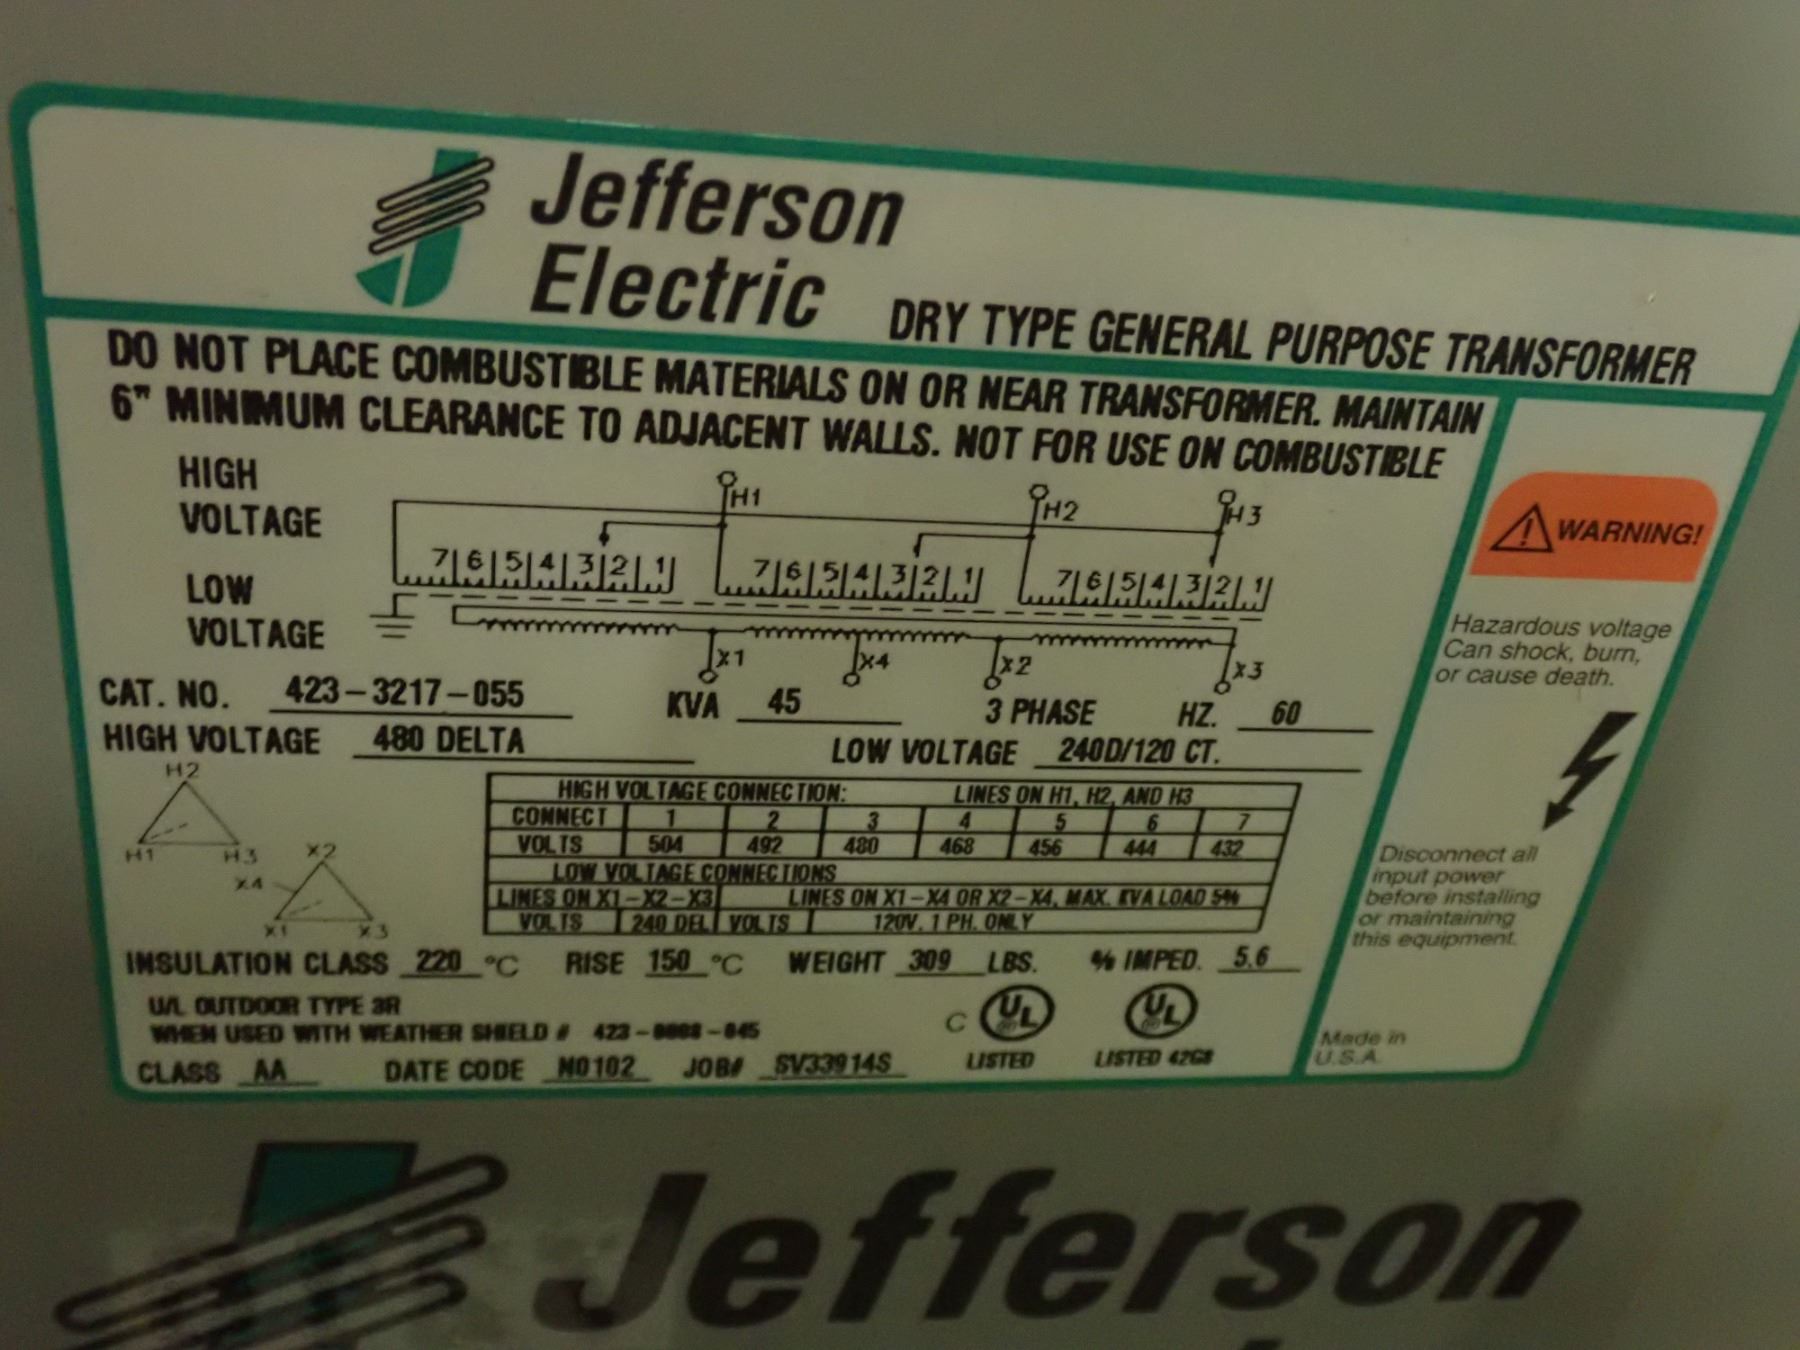 Jefferson
Electric
DRY TYPE GENERAL PURPOSE TRANSFORMER
DO NOT PLACE COMBUSTIBLE MATERIALS ON OR NEAR TRANSFORMER. MAINTAIN
6" MINIMUM CLEARANCE TO ADJACENT WALLS. NOT FOR USE ON COMBUSTIBLE
HIGH
VOLTAGE
H1 H2 H3
7 6 5 4 3 2 1 7 6 5 4 3 2 1 7 6 5 4 3 2 1
LOW
VOLTAGE
X1 X4 X2 X3
CAT. NO. 423-3217-055 KVA 45 3 PHASE HZ. 60
HIGH VOLTAGE 480 DELTA LOW VOLTAGE 240D/120 CT.
H2
H1 H3
X2
X4
X1 X3
HIGH VOLTAGE CONNECTION: LINES ON H1, H2, AND H3
CONNECT 1 2 3 4 5 6 7
VOLTS 504 492 480 468 456 444 432
LOW VOLTAGE CONNECTIONS
LINES ON X1-X2-X3 LINES ON X1-X4 OR X2-X4, MAX. KVA LOAD 5%
VOLTS 240 DEL VOLTS 120V. 1 PH. ONLY
INSULATION CLASS 220 °C RISE 150 °C WEIGHT 309 LBS. % IMPED. 5.6
U/L OUTDOOR TYPE 3R
WHEN USED WITH WEATHER SHIELD #
CLASS AA DATE CODE N0102 JOB# SV33914S
C UL LISTED
UL LISTED 42G8
WARNING!
Hazardous voltage
Can shock, burn,
or cause death.
Disconnect all
input power
before installing
or maintaining
this equipment.
Made in
U.S.A.
Jefferson